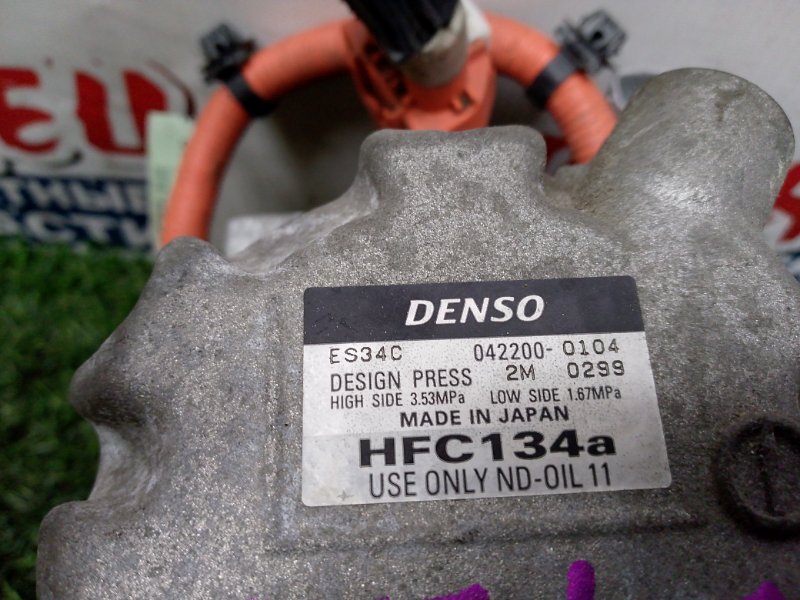 DENSO
ES34C 042200-0104
DESIGN PRESS 2M 0299
HIGH SIDE 3.53MPa LOW SIDE 1.67MPa
MADE IN JAPAN
HFC134a
USE ONLY ND-OIL 11